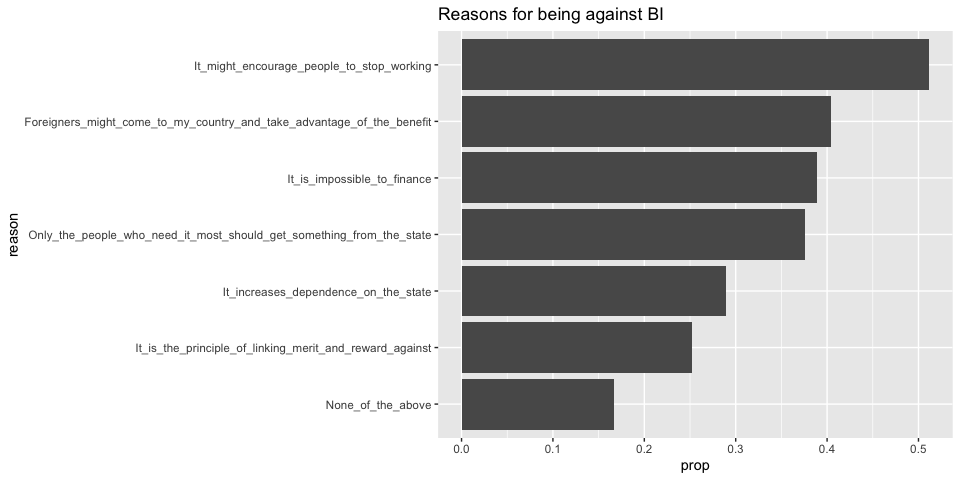 Reasons for being against BI
It_might_encourage_people_to_stop_working
Foreigners_might_come_to_my_country_and_take_advantage_of_the_benefit
It_is_impossible_to_finance
Only_the_people_who_need_it_most_should_get_something_from_the_state
It_increases_dependence_on_the_state
It_is_the_principle_of_linking_merit_and_reward_against
None_of_the_above
reason
0.0 0.1 0.2 0.3 0.4 0.5
prop